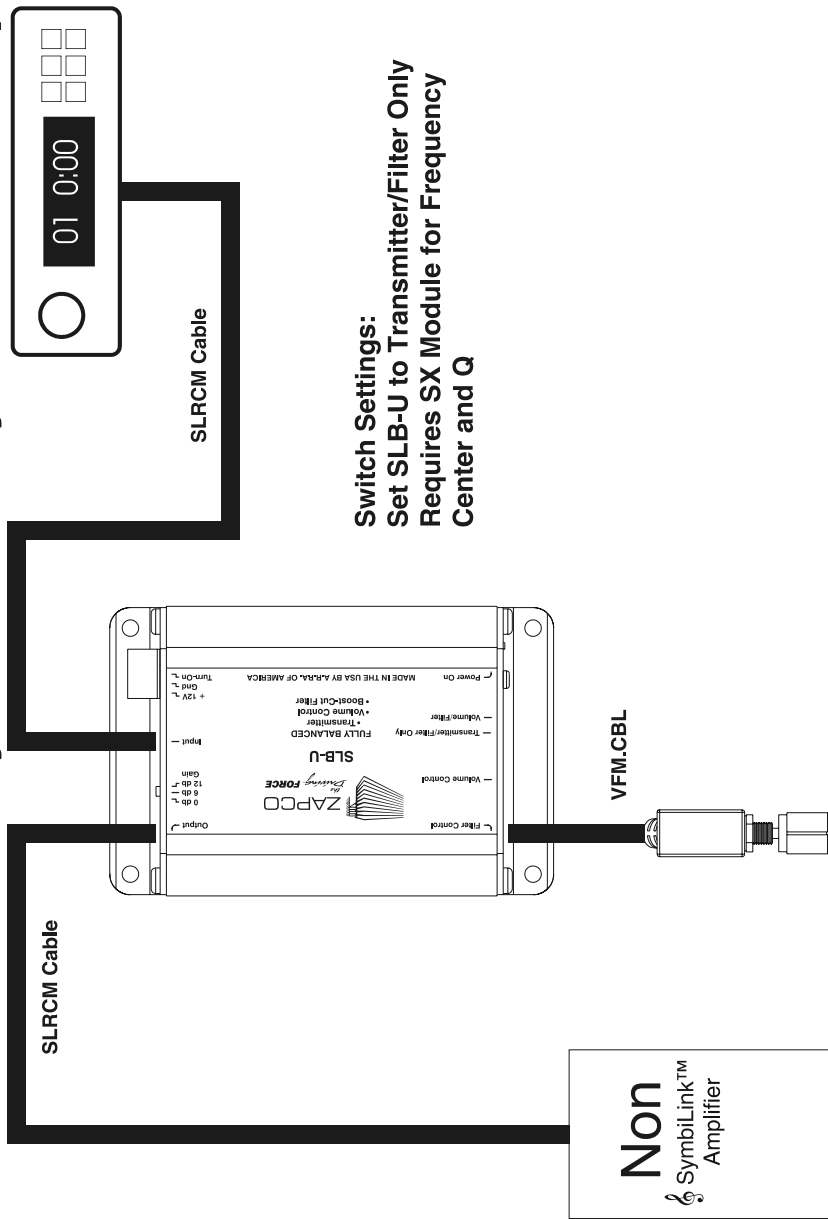 01 0:00
SLRCM Cable
Switch Settings:
Set SLB-U to Transmitter/Filter Only
Requires SX Module for Frequency
Center and Q
SLRCM Cable
Output
0 db
6 db
12 db
Gain
Input
+ 12V
Gnd
Turn-On
ZAPCO
the Driving FORCE
SLB-U
FULLY BALANCED
• Transmitter
• Volume Control
• Boost-Cut Filter
MADE IN THE USA BY A.R.RA. OF AMERICA
Filter Control
Volume Control
Transmitter/Filter Only
Volume/Filter
Power On
VFM.CBL
Non
SymbiLink™
Amplifier